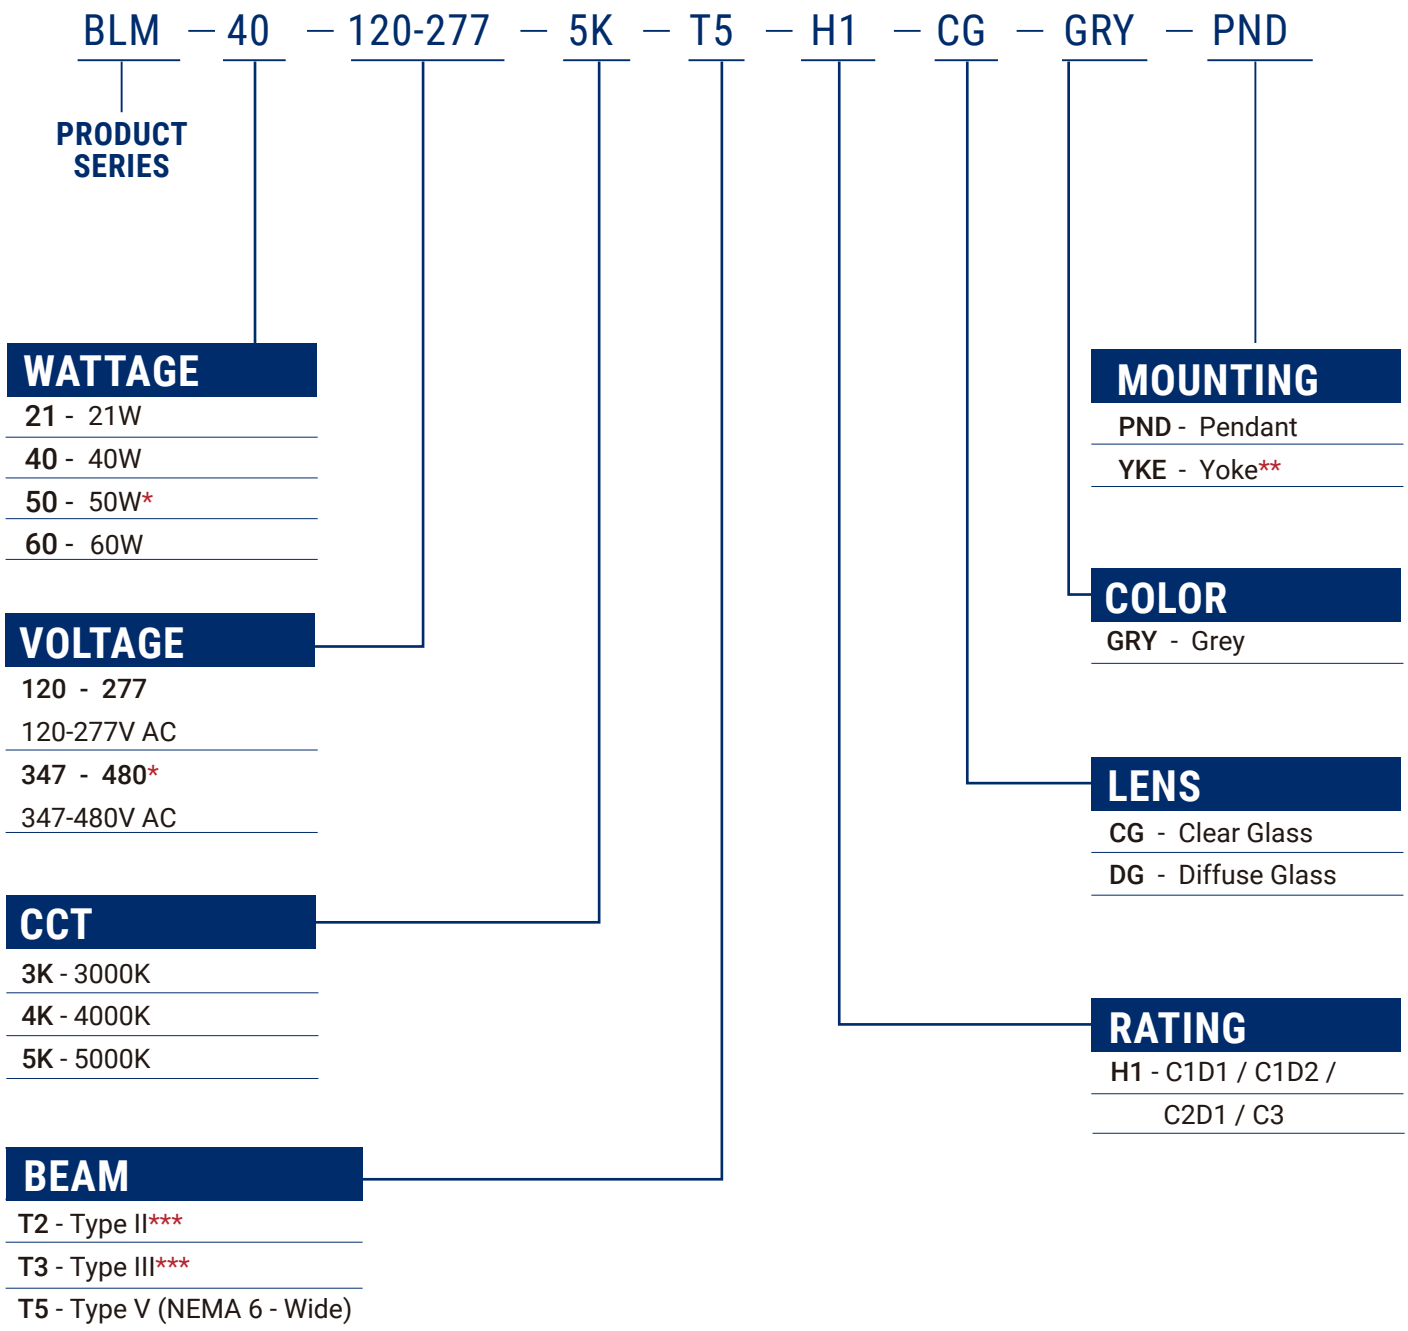 BLM — 40 — 120-277 — 5K — T5 — H1 — CG — GRY — PND
PRODUCT
SERIES
WATTAGE
21 - 21W
40 - 40W
50 - 50W*
60 - 60W
VOLTAGE
120 - 277
120-277V AC
347 - 480*
347-480V AC
CCT
3K - 3000K
4K - 4000K
5K - 5000K
BEAM
T2 - Type II***
T3 - Type III***
T5 - Type V (NEMA 6 - Wide)
MOUNTING
PND - Pendant
YKE - Yoke**
COLOR
GRY - Grey
LENS
CG - Clear Glass
DG - Diffuse Glass
RATING
H1 - C1D1 / C1D2 /
C2D1 / C3